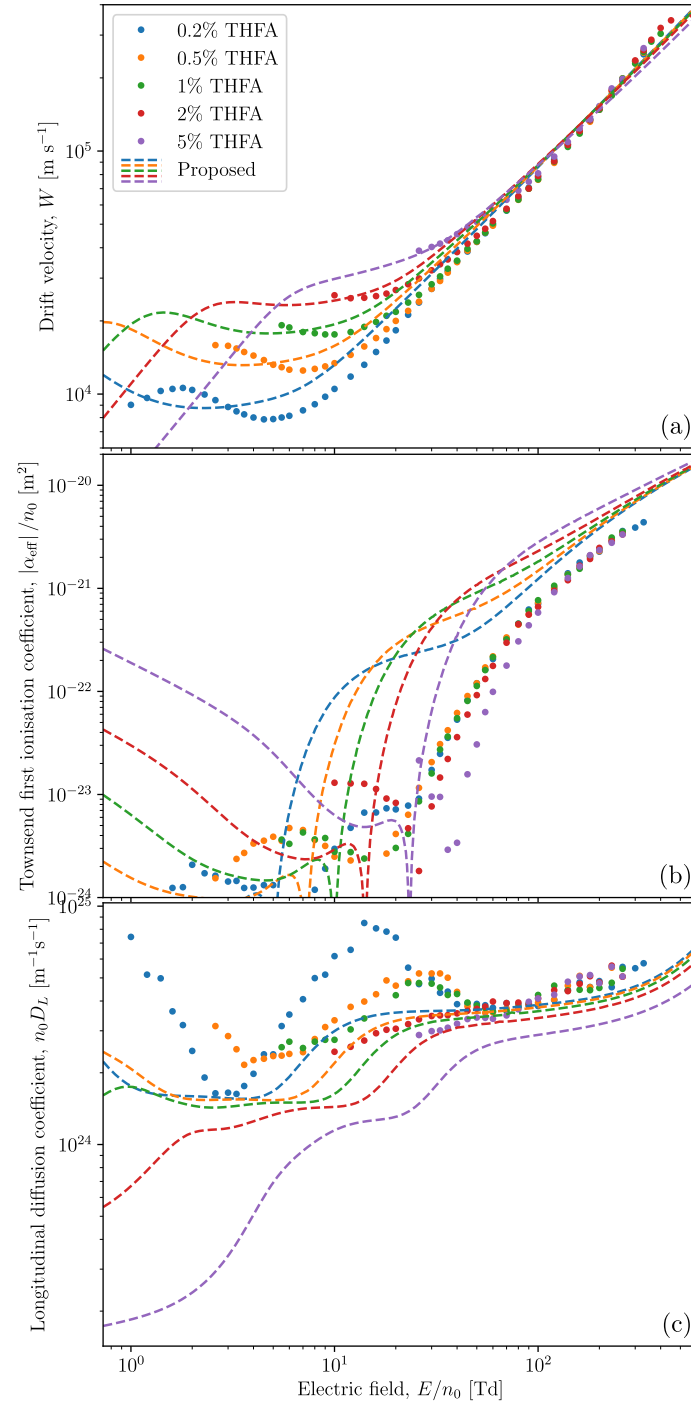 0.2% THFA
0.5% THFA
1% THFA
2% THFA
5% THFA
Proposed
Drift velocity, W [m s⁻¹]
10⁵
10⁴
(a)
Townsend first ionisation coefficient, |α_eff|/n₀ [m²]
10⁻²⁰
10⁻²¹
10⁻²²
10⁻²³
10⁻²⁴
(b)
Longitudinal diffusion coefficient, n₀D_L [m⁻¹s⁻¹]
10²⁵
10²⁴
(c)
10⁰ 10¹ 10²
Electric field, E/n₀ [Td]